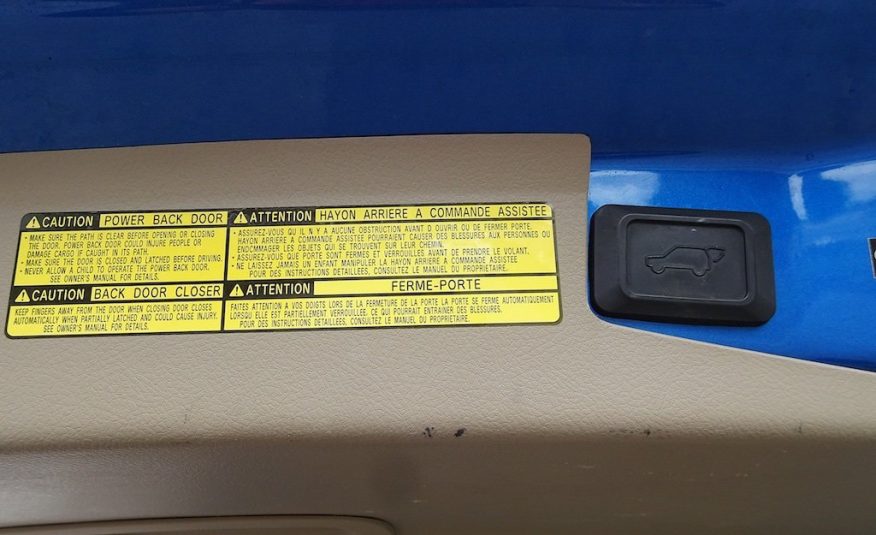 CAUTION POWER BACK DOOR
• MAKE SURE THE PATH IS CLEAR BEFORE OPENING OR CLOSING
THE DOOR. POWER BACK DOOR COULD INJURE PEOPLE OR
DAMAGE CARGO IF CAUGHT IN ITS PATH.
• MAKE SURE THE DOOR IS CLOSED AND LATCHED BEFORE DRIVING.
• NEVER ALLOW A CHILD TO OPERATE THE POWER BACK DOOR.
SEE OWNER'S MANUAL FOR DETAILS.
ATTENTION HAYON ARRIERE A COMMANDE ASSISTEE
• ASSUREZ-VOUS QU IL N Y A AUCUNE OBSTRUCTION AVANT D OUVRIR OU DE FERMER PORTE.
HAYON ARRIERE A COMMANDE ASSISTEE POURRAIENT CAUSER DES BLESSURES AUX PERSONNES OU
ENDOMMAGER LES OBJETS QUI SE TROUVENT SUR LEUR CHEMIN.
• ASSUREZ-VOUS QUE PORTE SONT FERMES ET VERROUILLES AVANT DE PRENDRE LE VOLANT.
• NE LAISSEZ JAMAIS UN ENFANT MANIPULER LA HAYON ARRIERE A COMMANDE ASSISTEE
POUR DES INSTRUCTIONS DETAILLEES, CONSULTEZ LE MANUEL DU PROPRIETAIRE.
CAUTION BACK DOOR CLOSER
KEEP FINGERS AWAY FROM THE DOOR WHEN CLOSING DOOR CLOSES
AUTOMATICALLY WHEN PARTIALLY LATCHED AND COULD CAUSE INJURY.
SEE OWNER'S MANUAL FOR DETAILS.
ATTENTION FERME-PORTE
FAITES ATTENTION A VOS DOIGTS LORS DE LA FERMETURE DE LA PORTE LA PORTE SE FERME AUTOMATIQUEMENT
LORSQU ELLE EST PARTIELLEMENT VERROUILLEE, CE QUI POURRAIT ENTRAINER DES BLESSURES.
POUR DES INSTRUCTIONS DETAILLEES, CONSULTEZ LE MANUEL DU PROPRIETAIRE.